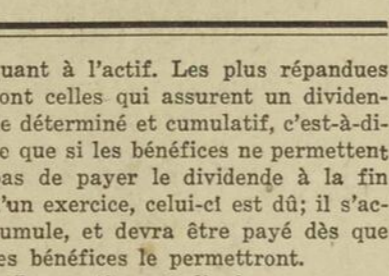 uant à l'actif. Les plus répandues
ont celles qui assurent un dividen-
e déterminé et cumulatif, c'est-à-di-
e que si les bénéfices ne permettent
pas de payer le dividende à la fin
d'un exercice, celui-ci est dû; il s'ac-
umule, et devra être payé dès que
es bénéfices le permettront.